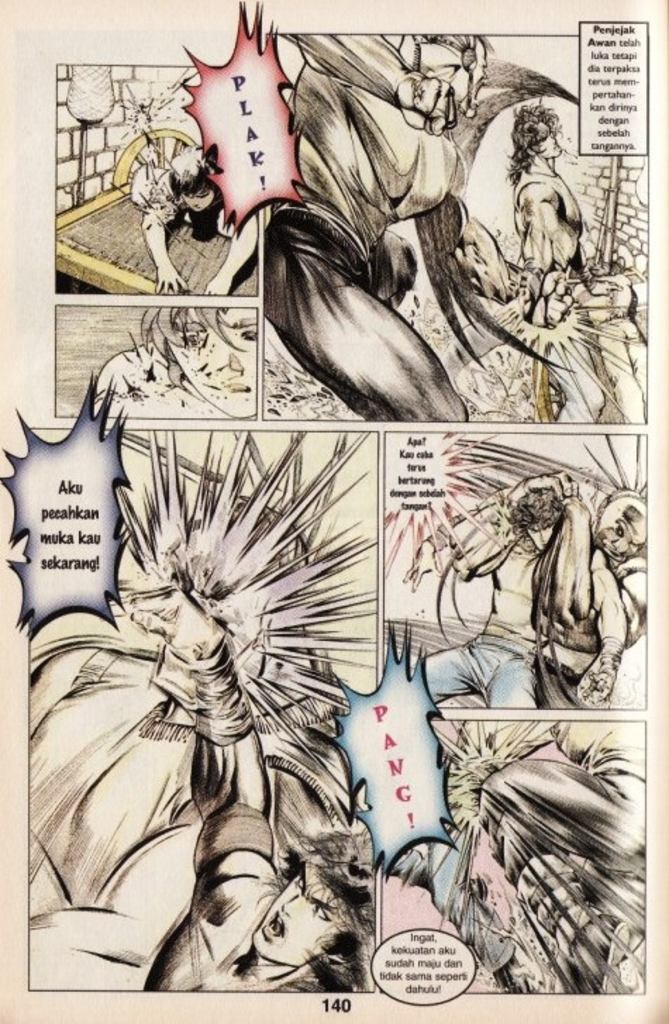 PLAK!
Penjejak
Awan telah
luka tetapi
dia terpaksa
terus mem-
pertahan-
kan dirinya
dengan
sebelah
tangannya.
Aku
pecahkan
muka kau
sekarang!
Apa?
Kau cuba
terus
bertarung
dengan sebelah
tangan?
PANG!
Ingat,
kekuatan aku
sudah maju dan
tidak sama seperti
dahulu!
140